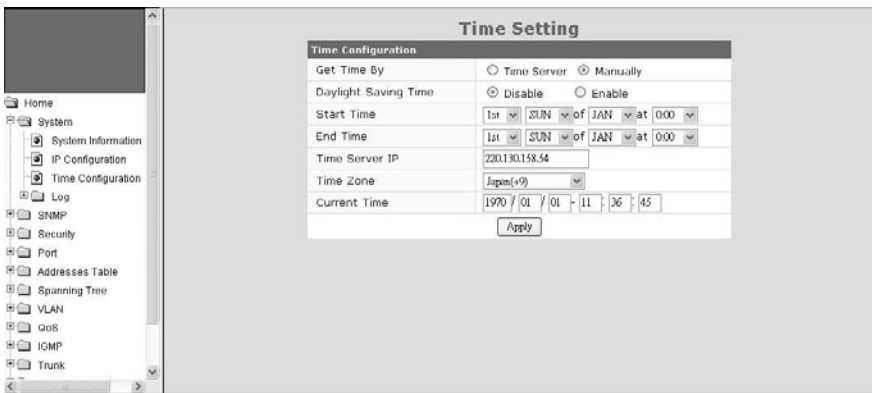 Home
System
System Information
IP Configuration
Time Configuration
Log
SNMP
Security
Port
Addresses Table
Spanning Tree
VLAN
QoS
IGMP
Trunk
Time Setting
Time Configuration
Get Time By Time Server Manually
Daylight Saving Time Disable Enable
Start Time 1st SUN of JAN at 0:00
End Time 1st SUN of JAN at 0:00
Time Server IP 220.130.158.54
Time Zone Japan(+9)
Current Time 1970 / 01 / 01 - 11 : 36 : 45
Apply